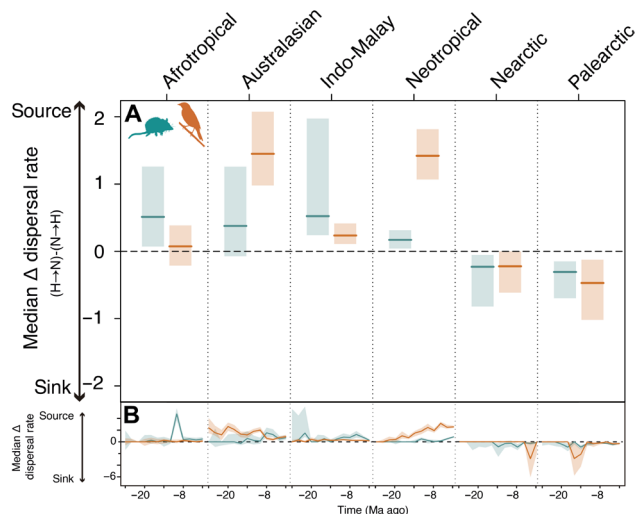 Afrotropical
Australasian
Indo-Malay
Neotropical
Nearctic
Palearctic
Source
Median Δ dispersal rate
(H→N)-(N→H)
Sink
A
2
1
0
−1
−2
B
Source
Median Δ
dispersal rate
Sink
0
−6
−20 −8 −20 −8 −20 −8 −20 −8 −20 −8 −20 −8
Time (Ma ago)